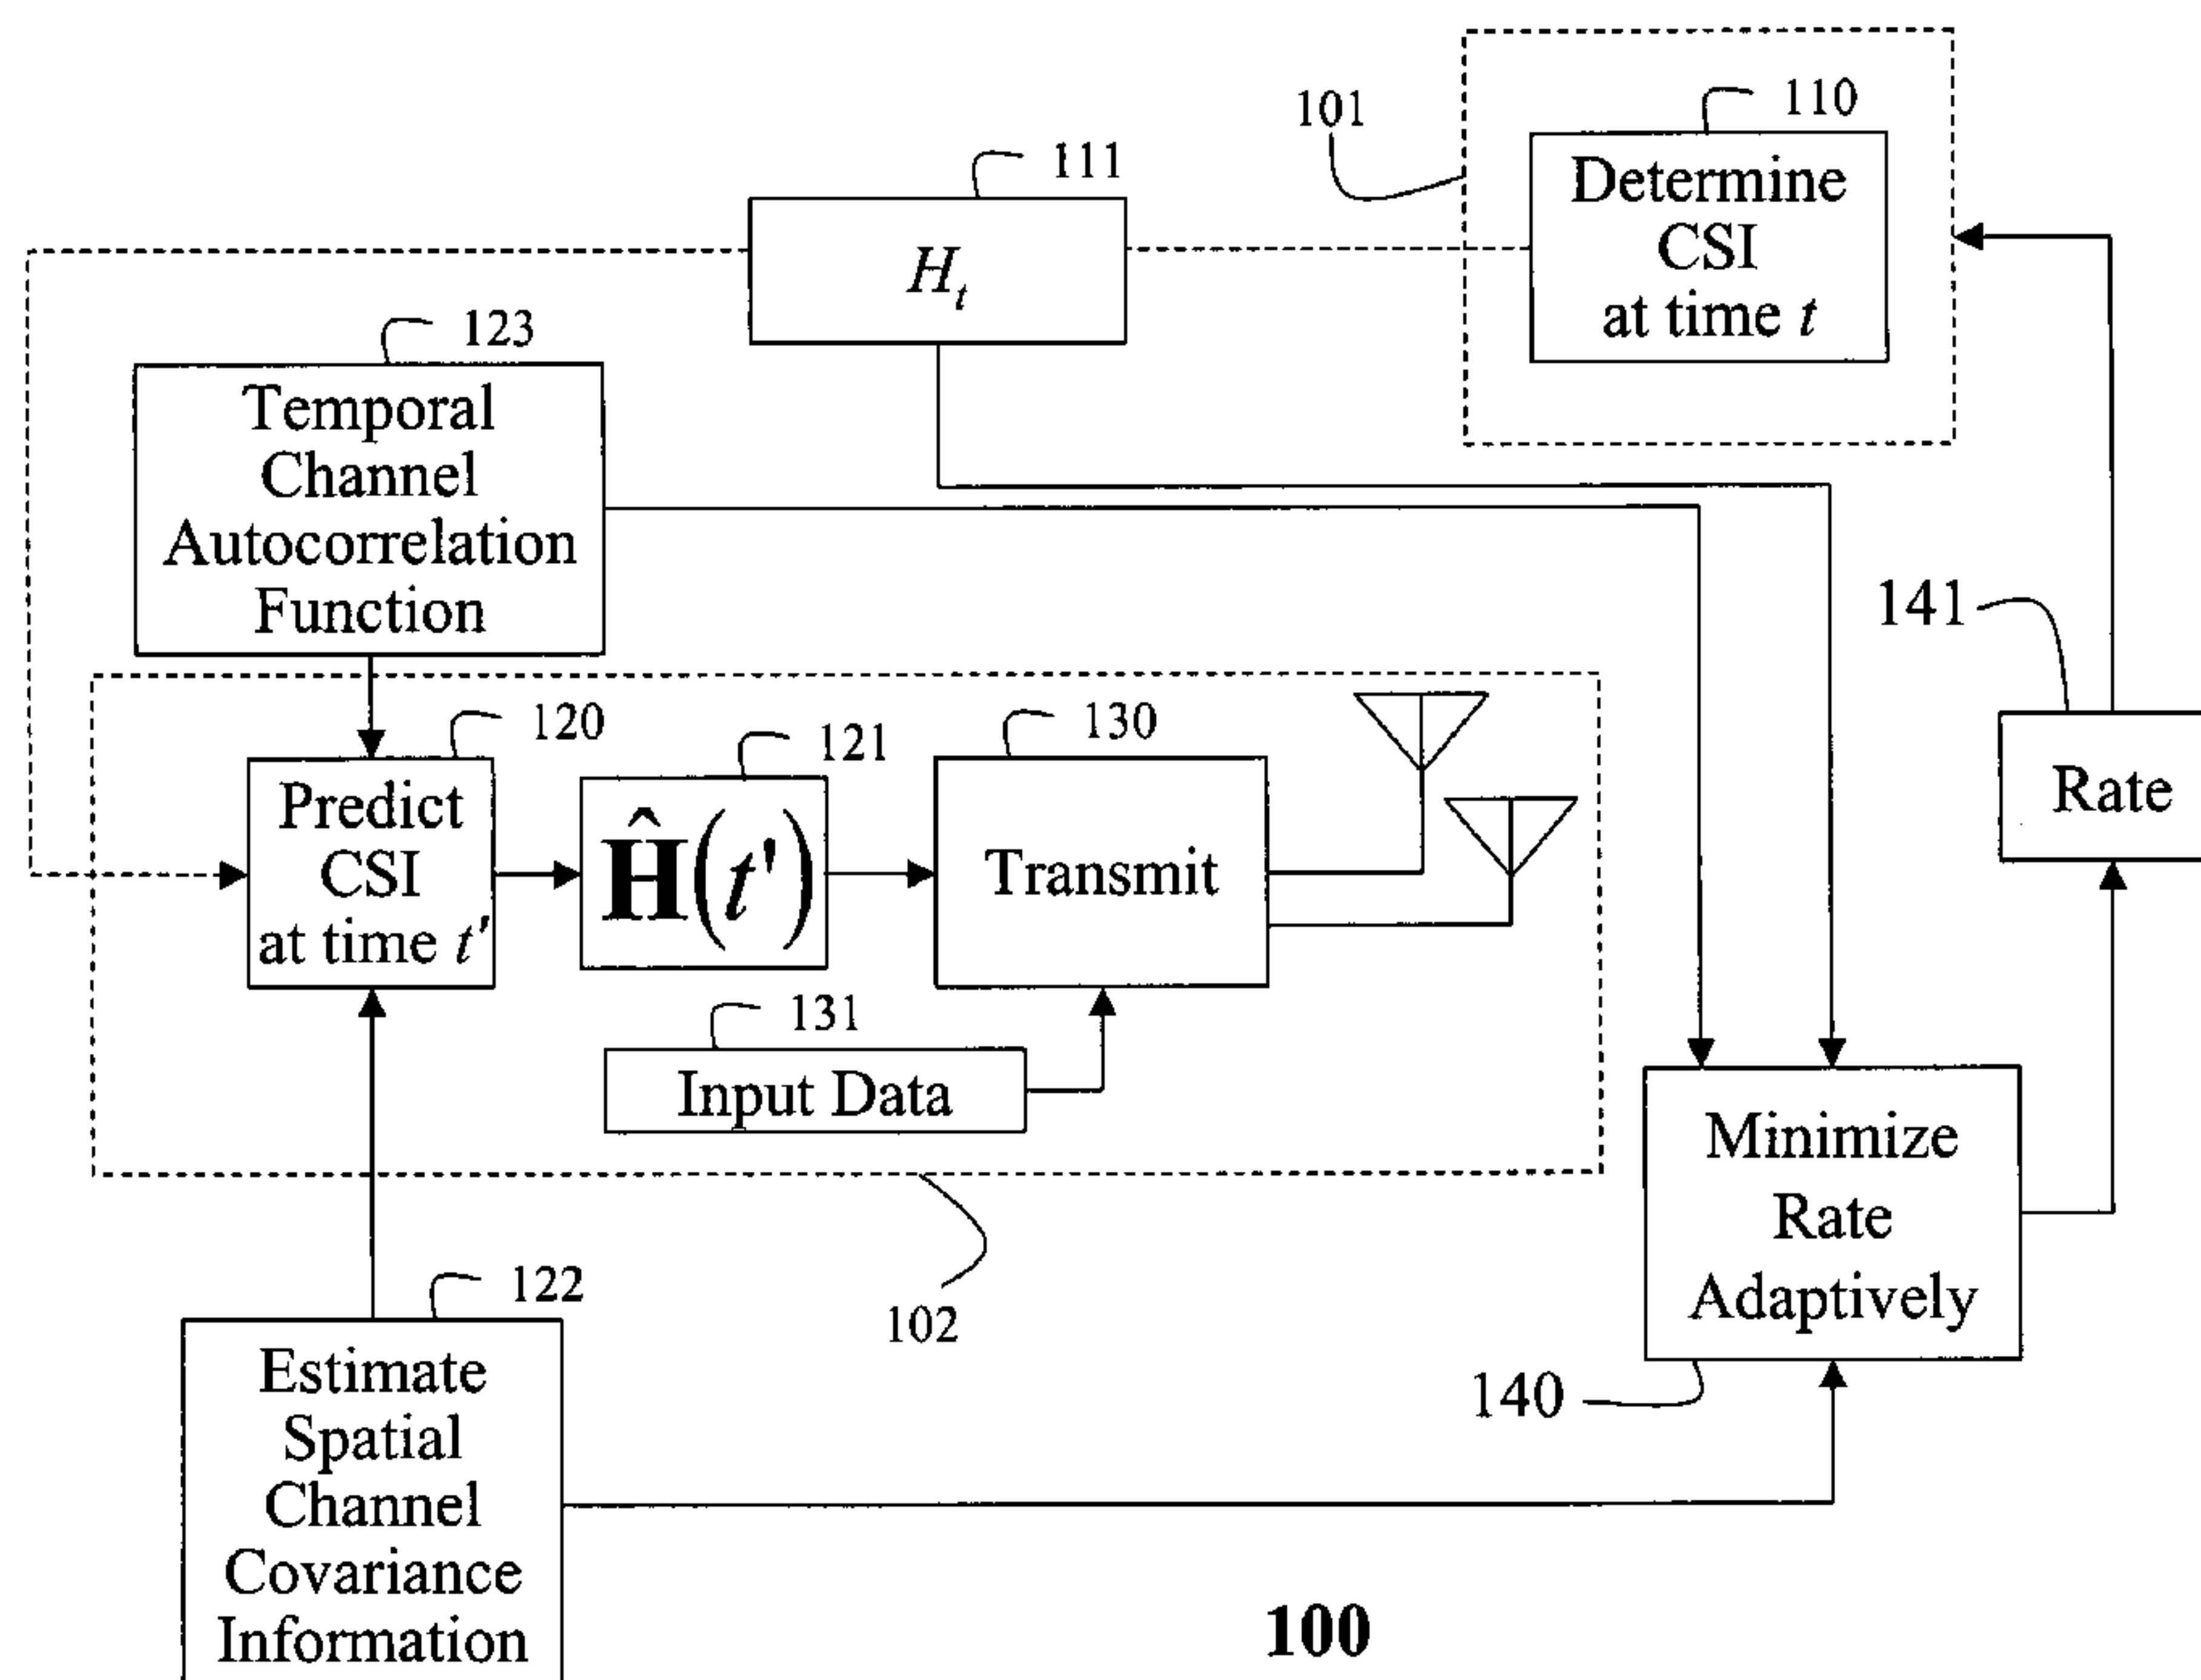 110
101
Determine
CSI
at time t
111
H_t
123
Temporal
Channel
Autocorrelation
Function
141
Rate
120
Predict
CSI
at time t'
121
Ĥ(t')
130
Transmit
131
Input Data
102
Minimize
Rate
Adaptively
140
122
Estimate
Spatial
Channel
Covariance
Information
100